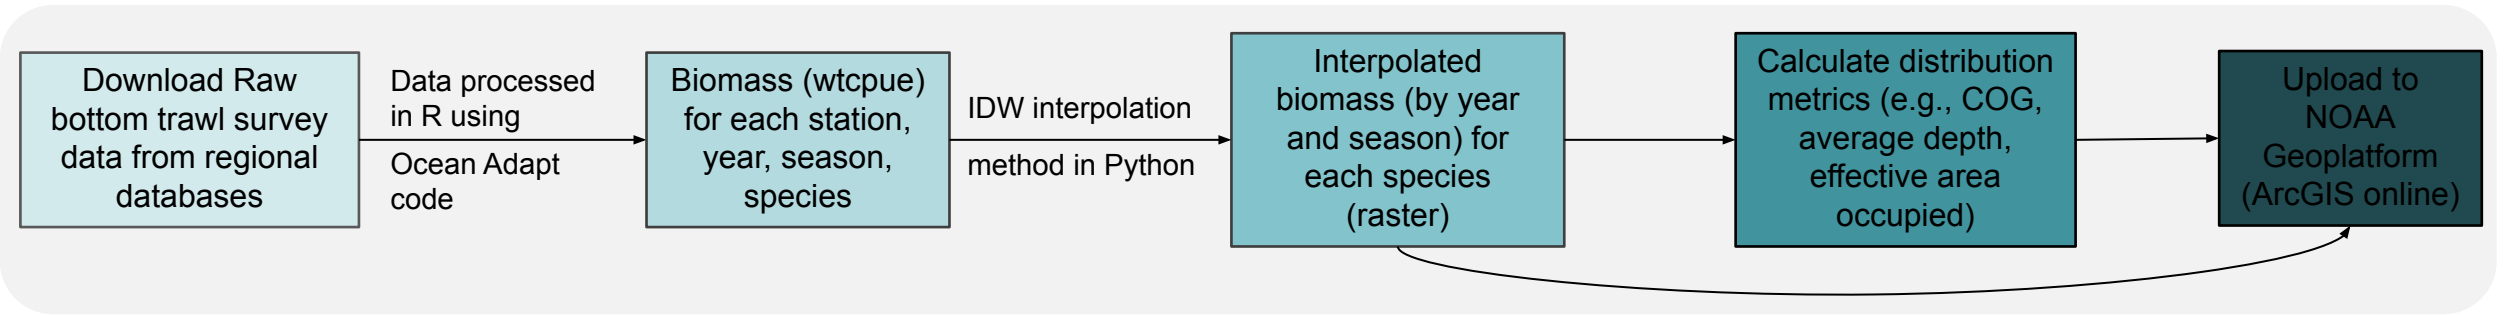 Download Raw
bottom trawl survey
data from regional
databases
Data processed
in R using
Ocean Adapt
code
Biomass (wtcpue)
for each station,
year, season,
species
IDW interpolation
method in Python
Interpolated
biomass (by year
and season) for
each species
(raster)
Calculate distribution
metrics (e.g., COG,
average depth,
effective area
occupied)
Upload to
NOAA
Geoplatform
(ArcGIS online)